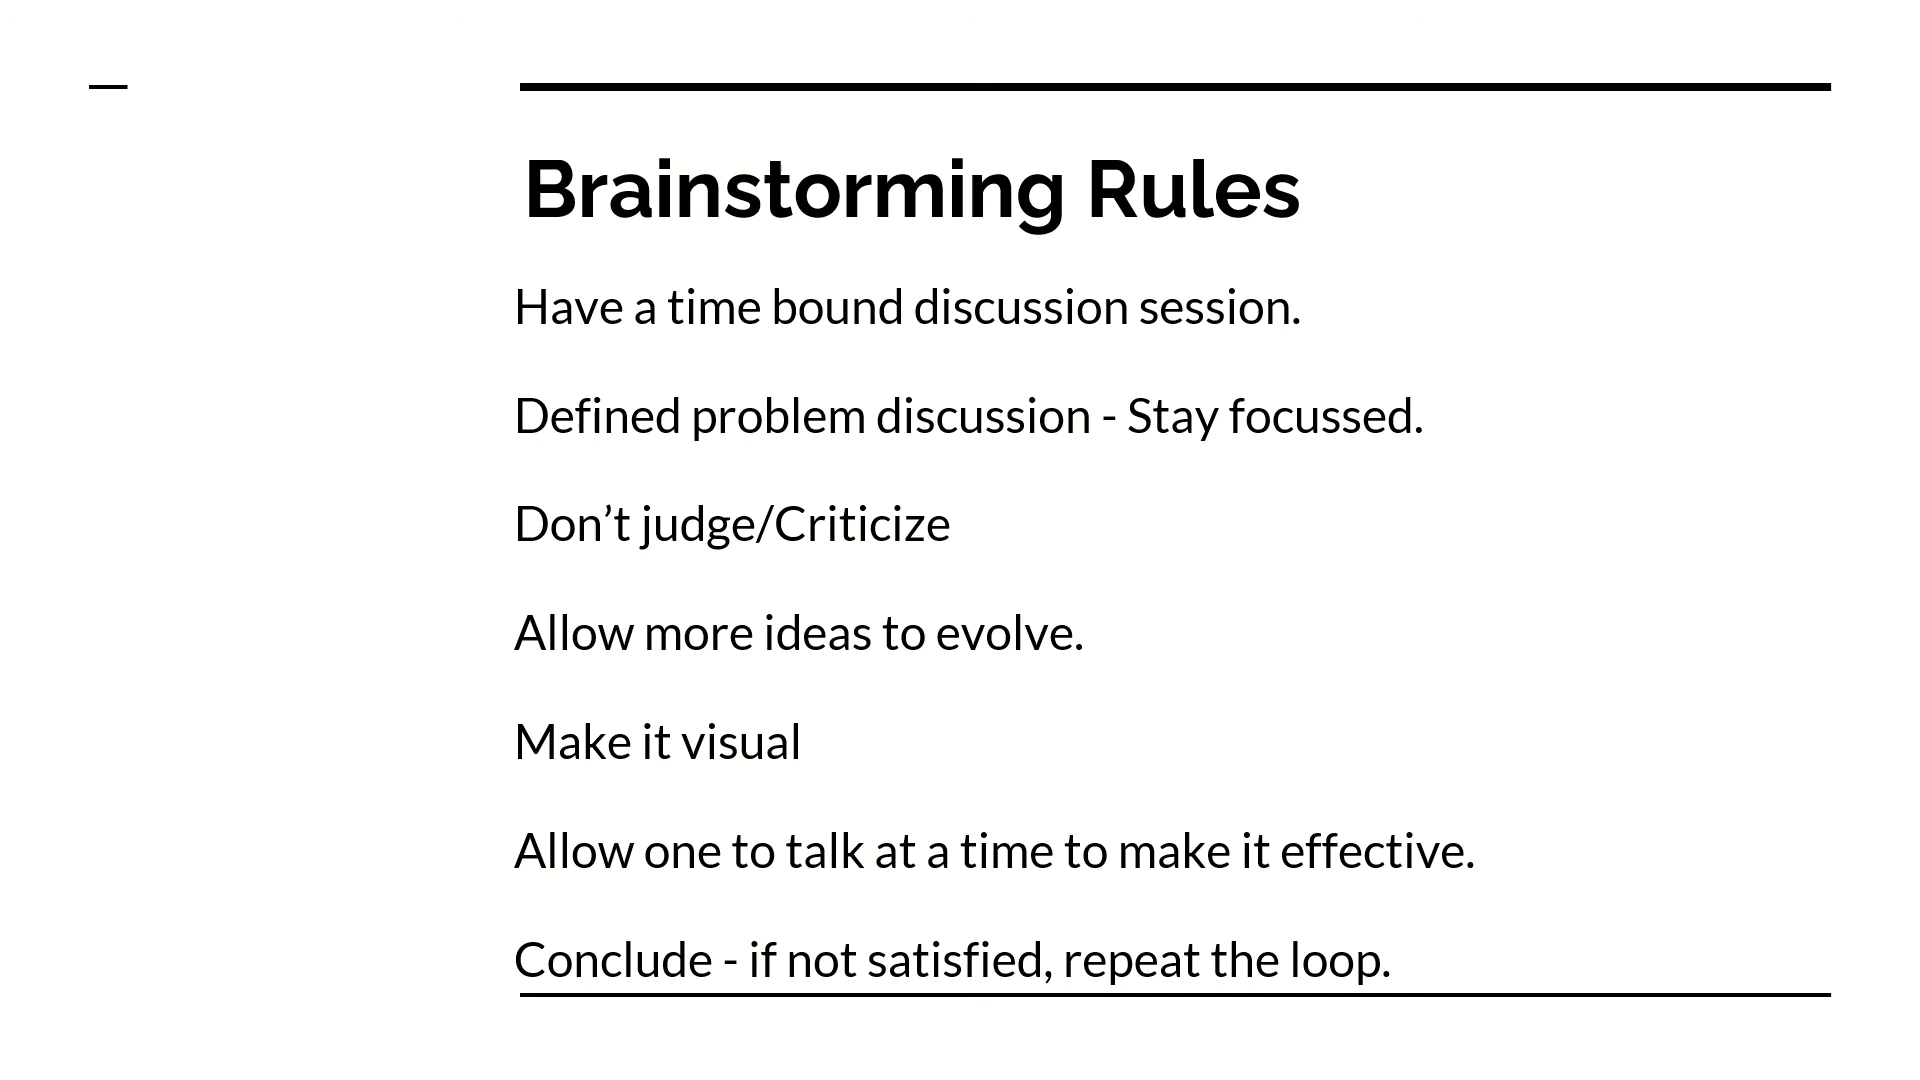 Brainstorming Rules
Have a time bound discussion session.
Defined problem discussion - Stay focussed.
Don’t judge/Criticize
Allow more ideas to evolve.
Make it visual
Allow one to talk at a time to make it effective.
Conclude - if not satisfied, repeat the loop.